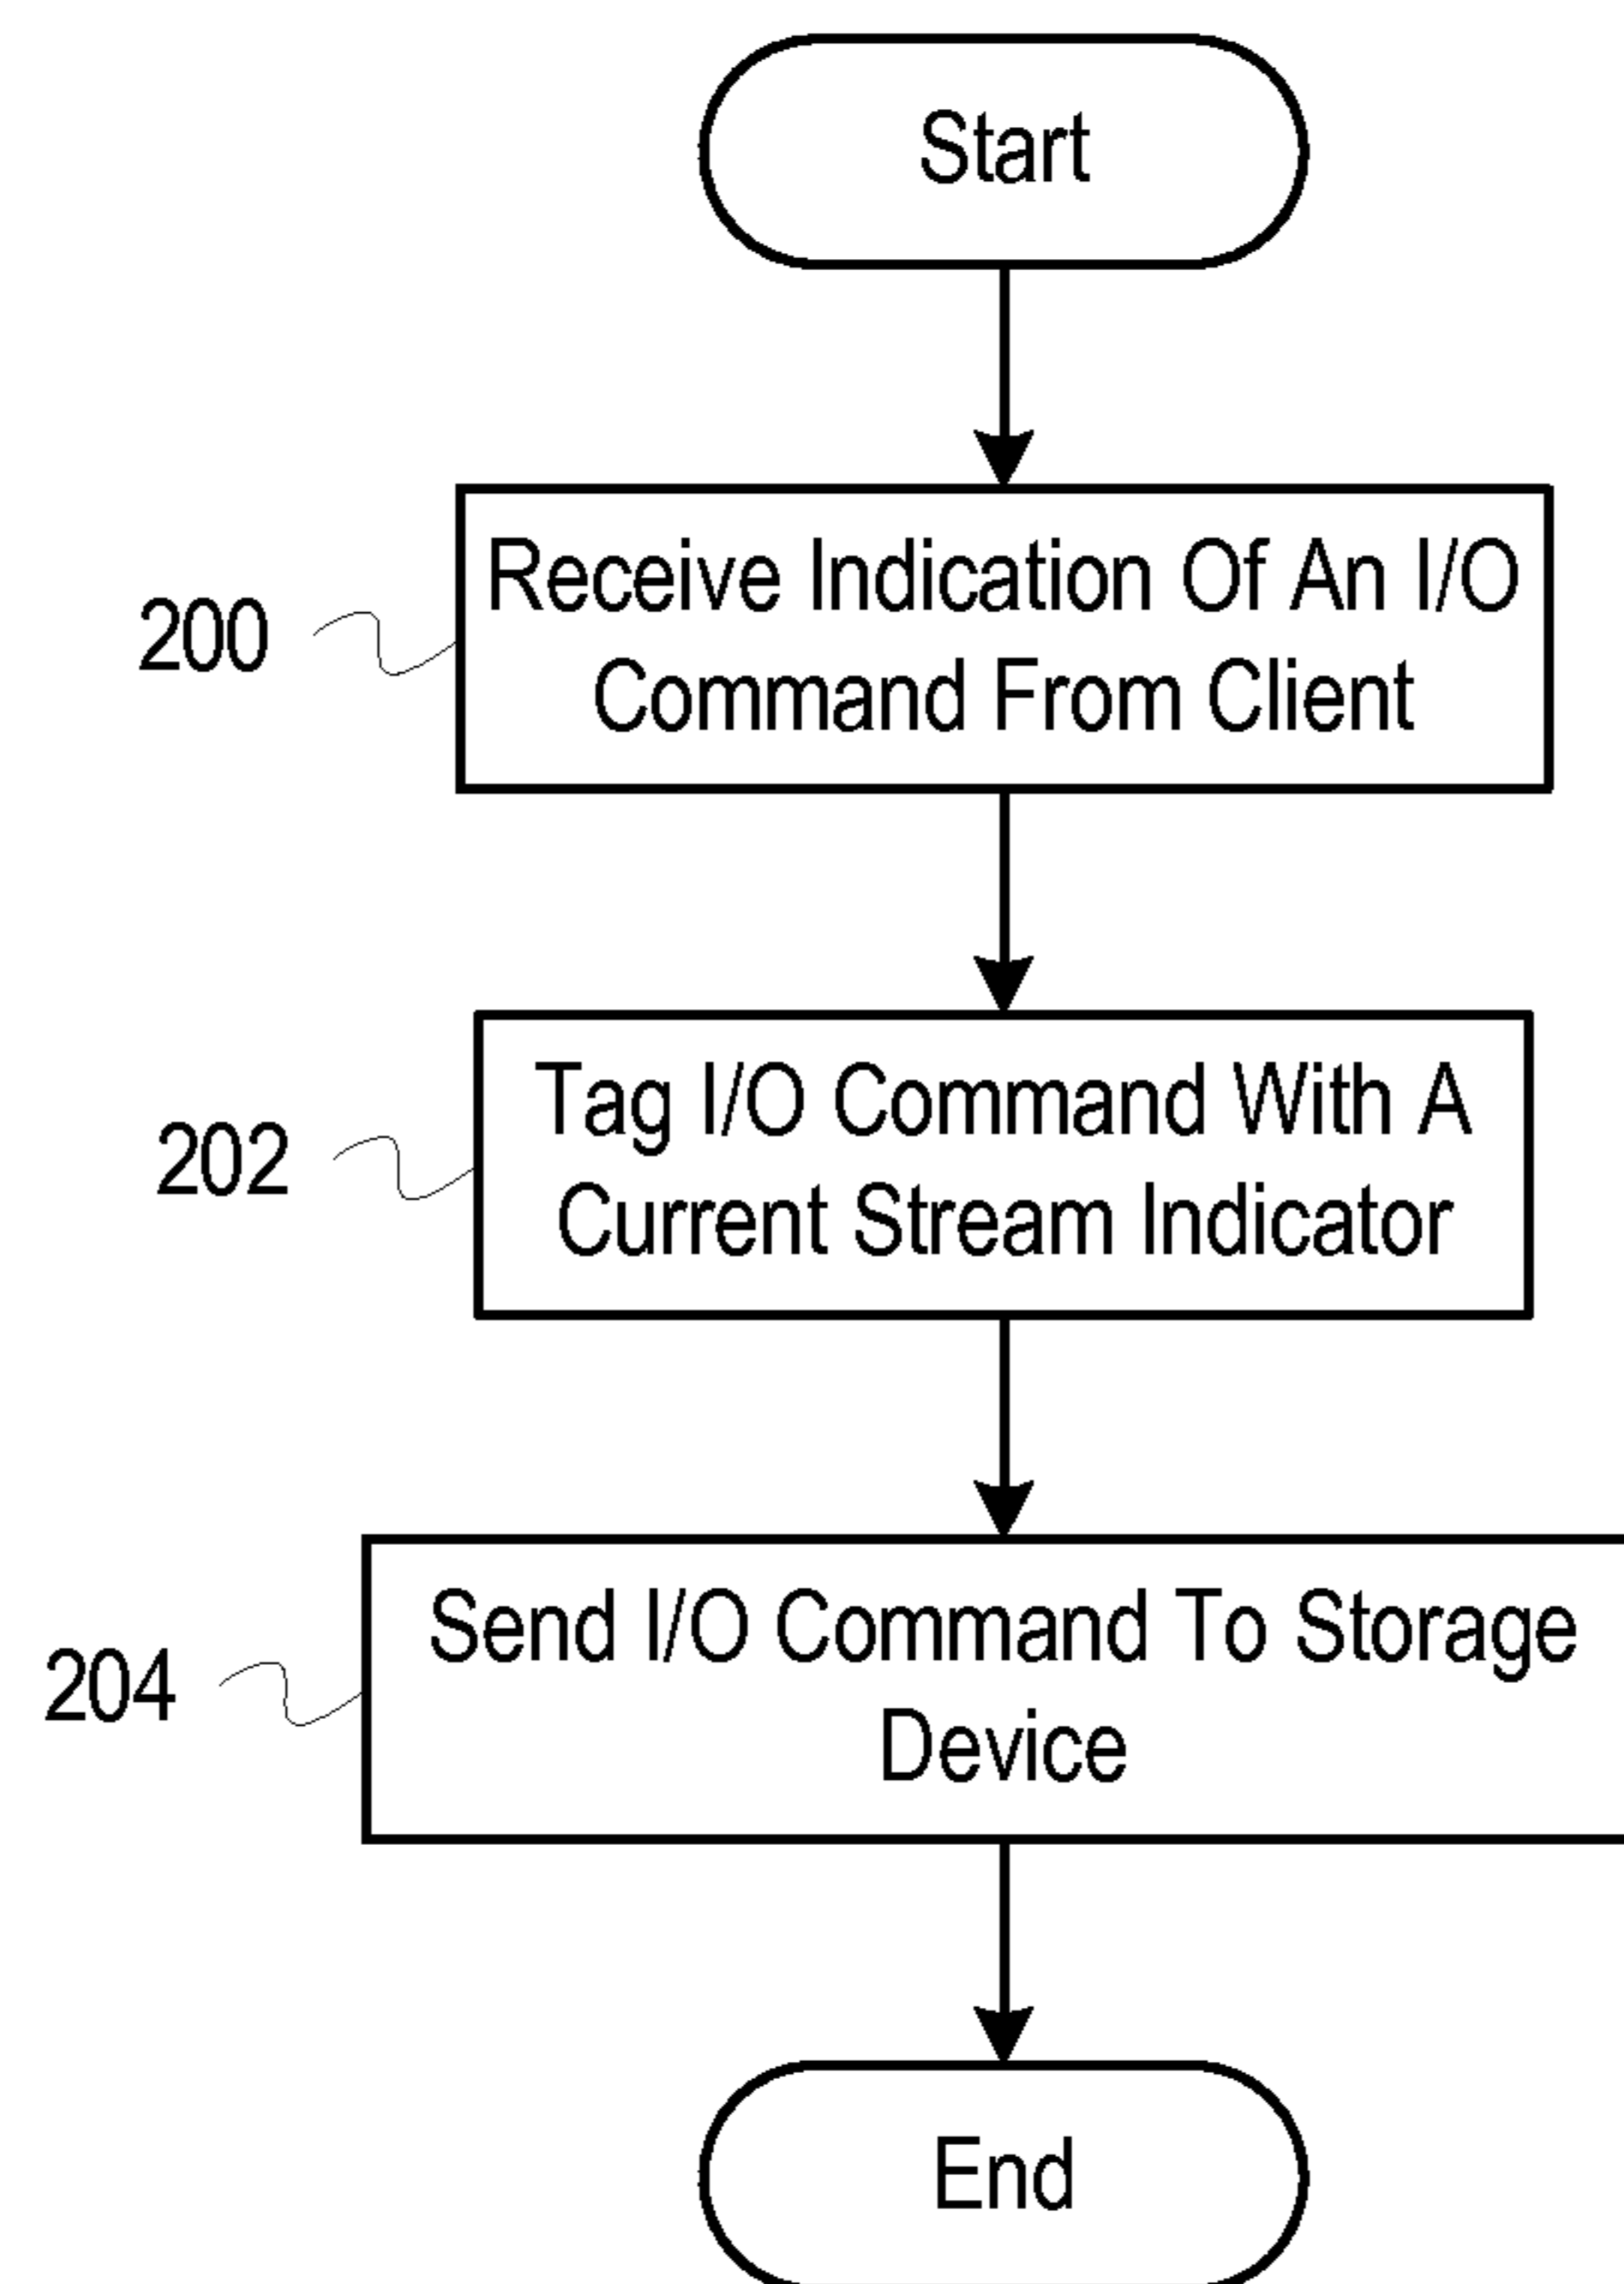 Start
Receive Indication Of An I/O
Command From Client
200
Tag I/O Command With A
Current Stream Indicator
202
Send I/O Command To Storage
Device
204
End